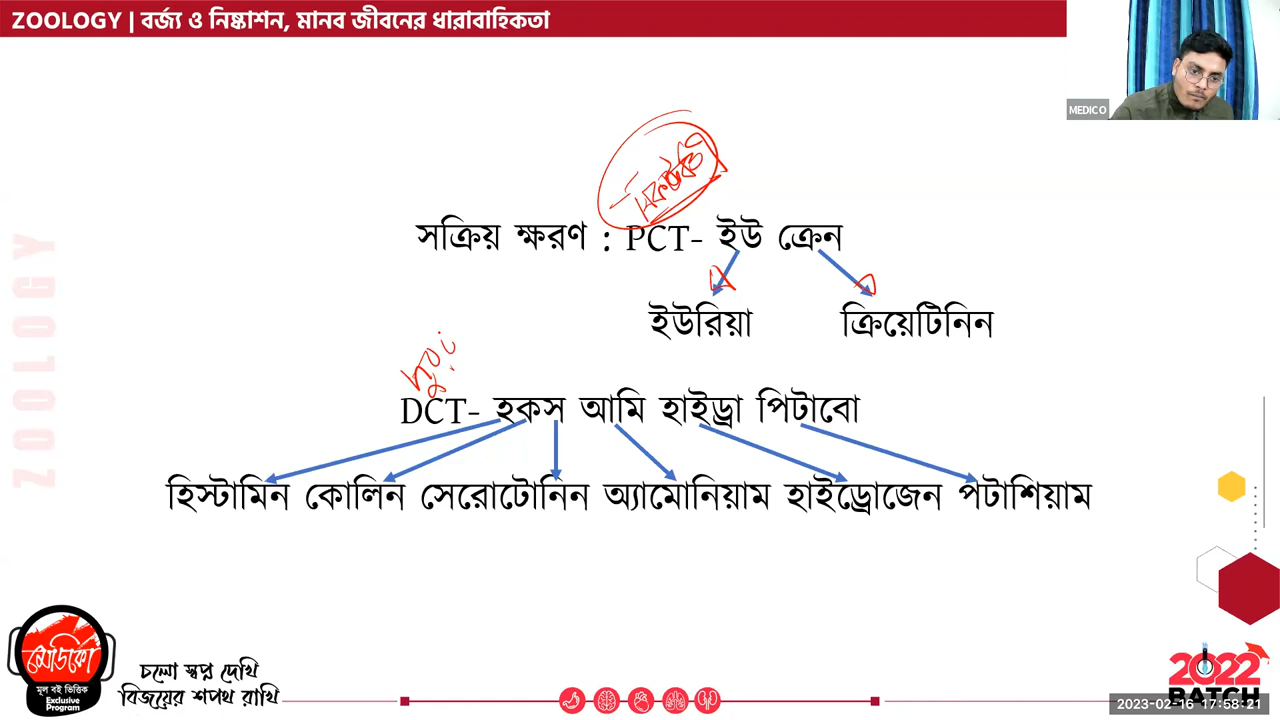 ZOOLOGY | বর্জ্য ও নিষ্কাশন, মানব জীবনের ধারাবাহিকতা
MEDICO
নিকটবর্তী
সক্রিয় ক্ষরণ : PCT- ইউ ক্রেন
ইউরিয়া ক্রিয়েটিনিন
DCT- হকস আমি হাইড্রা পিটাবো
হিস্টামিন কোলিন সেরোটোনিন অ্যামোনিয়াম হাইড্রোজেন পটাশিয়াম
ZOOLOGY
মেডিকো
মূল বই ভিত্তিক
Exclusive
Program
চলো স্বপ্ন দেখি
বিজয়ের শপথ রাখি
2022
BATCH
2023-02-16 17:58:21